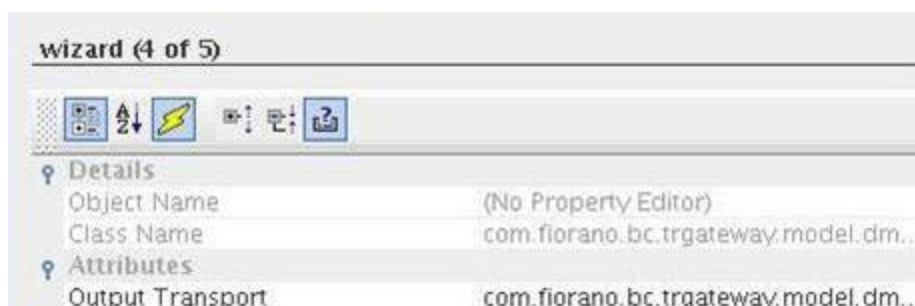 wizard (4 of 5)
A Z
Details
Object Name (No Property Editor)
Class Name com.fiorano.bc.trgateway.model.dm..
Attributes
Output Transport com.fiorano.bc.trgateway.model.dm..